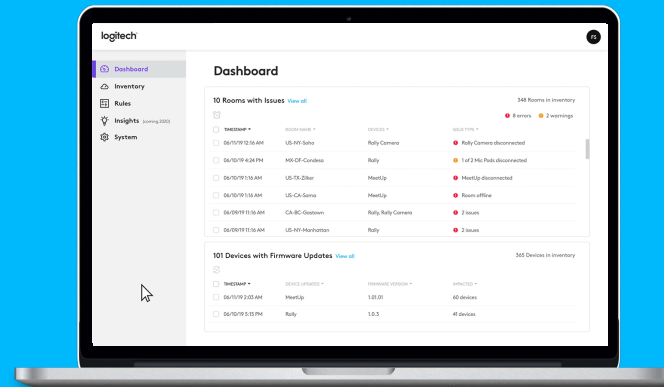 logitech
FS
Dashboard
Inventory
Rules
Insights (coming 2020)
System
Dashboard
10 Rooms with Issues View all
348 Rooms in inventory
8 errors 2 warnings
TIMESTAMP ROOM NAME DEVICES ISSUE TYPE
06/11/19 12:16 AM US-NY-Soho Rally Camera Rally Camera disconnected
06/10/19 4:24 PM MX-DF-Condesa Rally 1 of 2 Mic Pods disconnected
06/10/19 1:16 AM US-TX-Zilker MeetUp MeetUp disconnected
06/10/19 1:16 AM US-CA-Soma MeetUp Room offline
06/09/19 11:16 AM CA-BC-Gastown Rally, Rally Camera 2 issues
06/09/19 11:16 AM US-NY-Manhattan Rally 2 issues
101 Devices with Firmware Updates View all
365 Devices in inventory
TIMESTAMP DEVICE UPDATES FIRMWARE VERSION IMPACTED
06/11/19 2:03 AM MeetUp 1.01.01 60 devices
06/10/19 5:15 PM Rally 1.0.3 41 devices